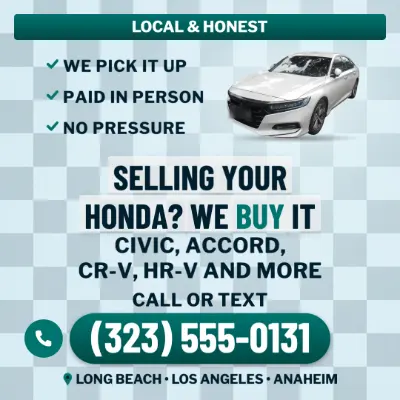 LOCAL & HONEST
WE PICK IT UP
PAID IN PERSON
NO PRESSURE
SELLING YOUR
HONDA? WE BUY IT
CIVIC, ACCORD,
CR-V, HR-V AND MORE
CALL OR TEXT
(323) 555-0131
LONG BEACH • LOS ANGELES • ANAHEIM